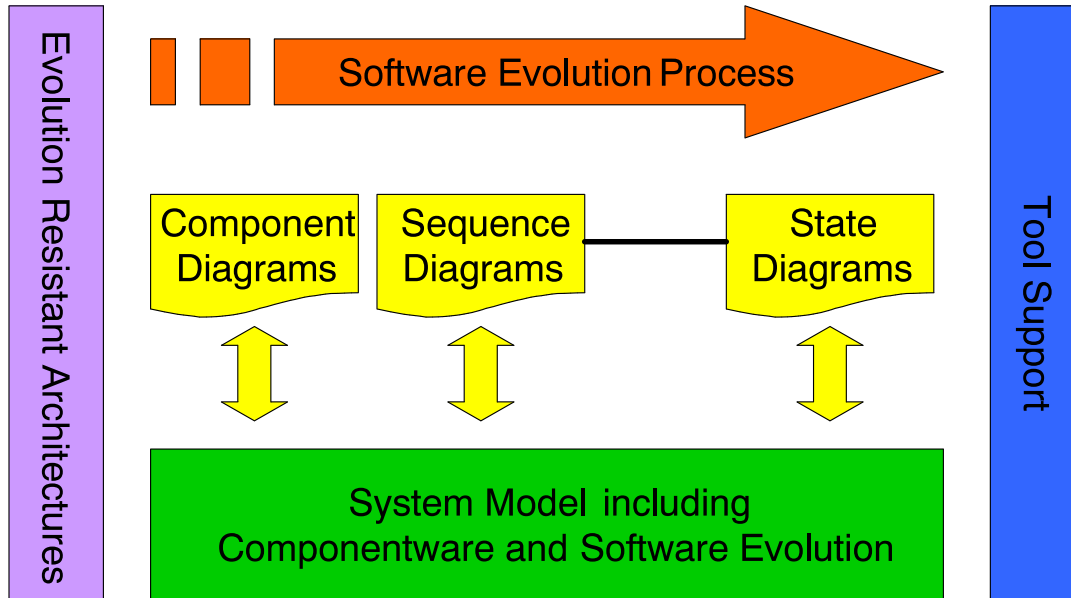 Evolution Resistant Architectures
Software Evolution Process
Component
Diagrams
Sequence
Diagrams
State
Diagrams
System Model including
Componentware and Software Evolution
Tool Support